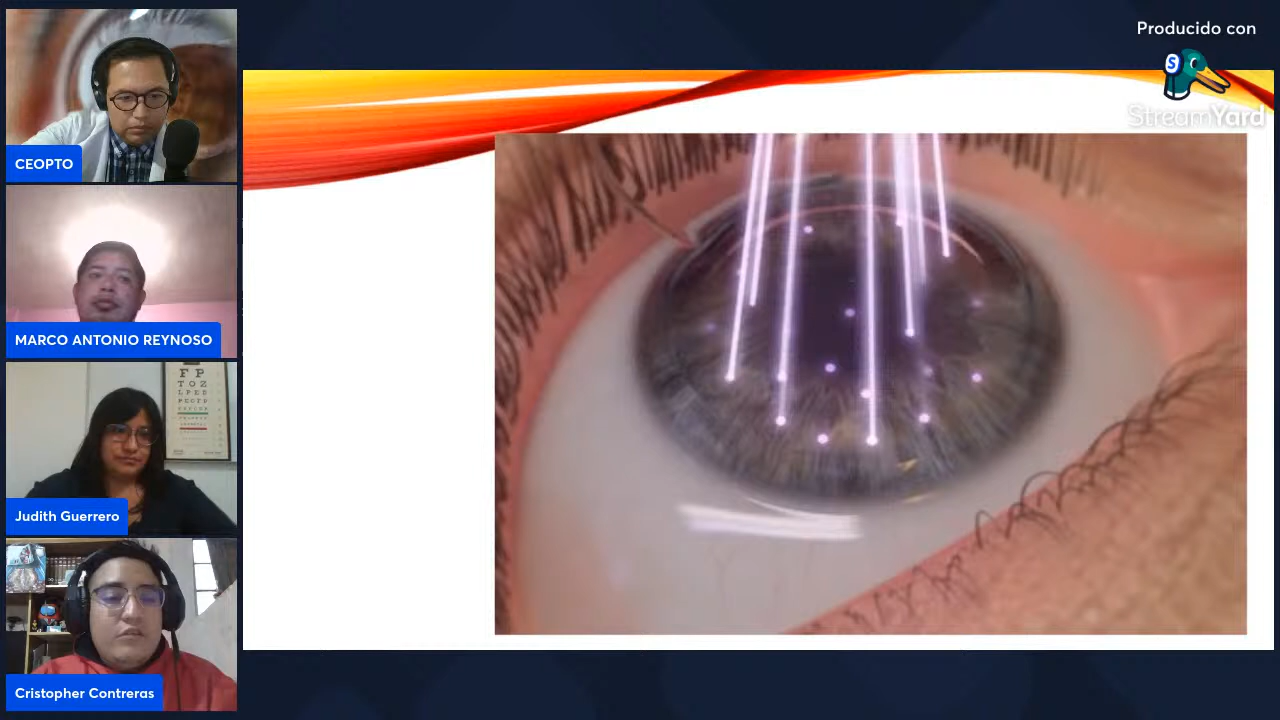 Producido con
S
StreamYard
CEOPTO
MARCO ANTONIO REYNOSO
F P
T O Z
L P E D
P E C F D
Judith Guerrero
Cristopher Contreras